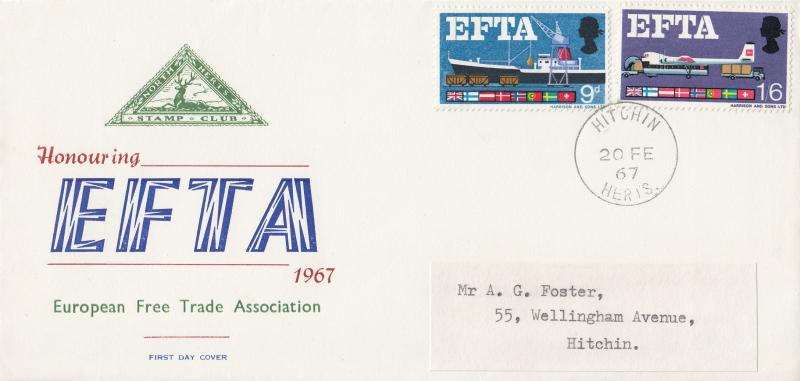 NORTH HERTS
STAMP · CLUB
Honouring
EFTA
1967
European Free Trade Association
FIRST DAY COVER
EFTA
9d
HARRISON AND SONS LTD
EFTA
1/6
HARRISON AND SONS LTD
HITCHIN
20 FE
67
HERTS.
Mr A. G. Foster,
55, Wellingham Avenue,
Hitchin.